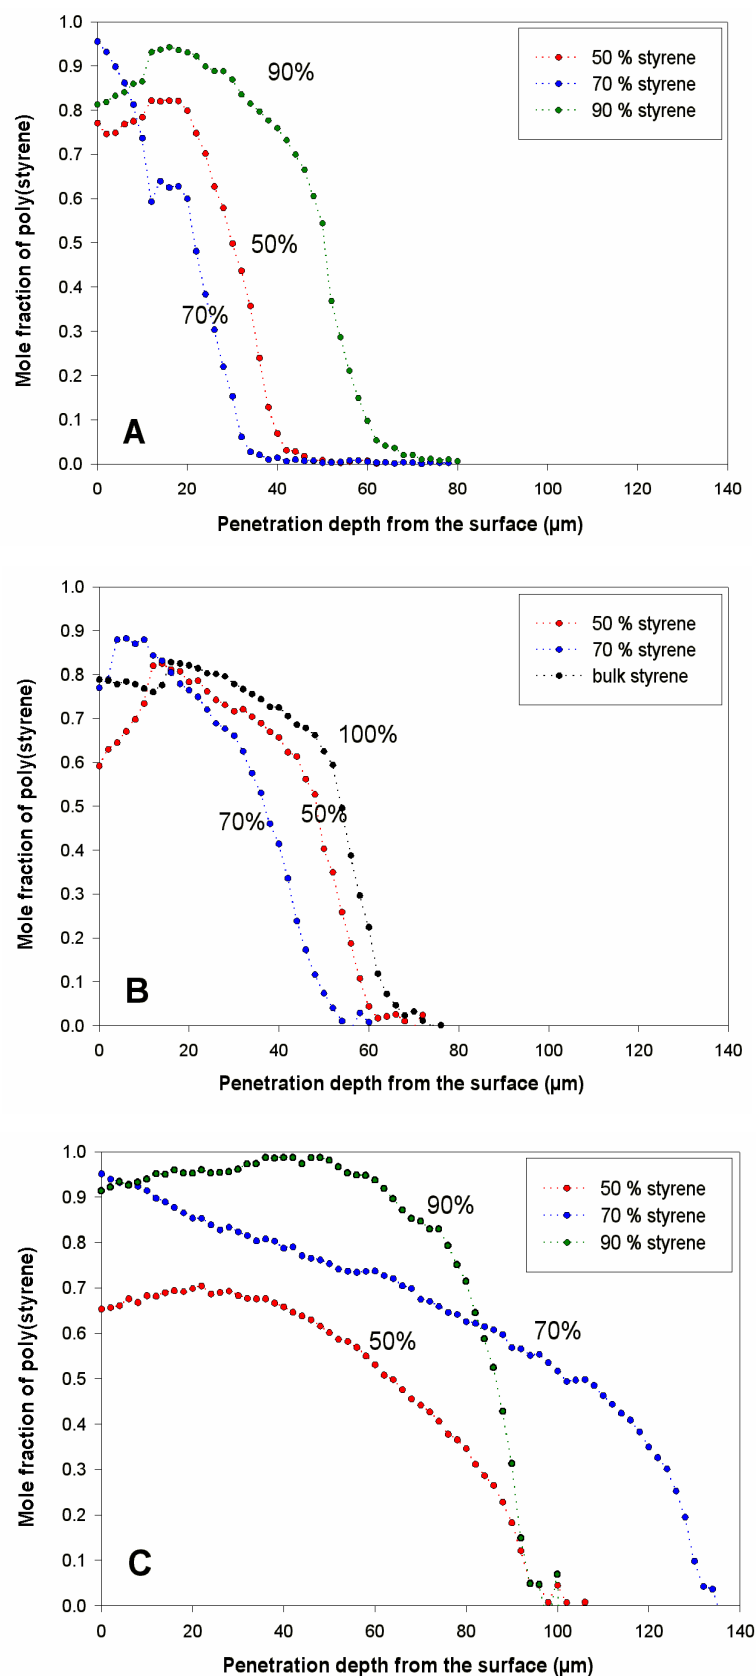 1.0
0.9
0.8
0.7
0.6
0.5
0.4
0.3
0.2
0.1
0.0
Mole fraction of poly(styrene)
50 % styrene
70 % styrene
90 % styrene
90%
50%
70%
A
0 20 40 60 80 100 120 140
Penetration depth from the surface (µm)
1.0
0.9
0.8
0.7
0.6
0.5
0.4
0.3
0.2
0.1
0.0
Mole fraction of poly(styrene)
50 % styrene
70 % styrene
bulk styrene
100%
50%
70%
B
0 20 40 60 80 100 120 140
Penetration depth from the surface (µm)
1.0
0.9
0.8
0.7
0.6
0.5
0.4
0.3
0.2
0.1
0.0
Mole fraction of poly(styrene)
50 % styrene
70 % styrene
90 % styrene
90%
70%
50%
C
0 20 40 60 80 100 120 140
Penetration depth from the surface (µm)